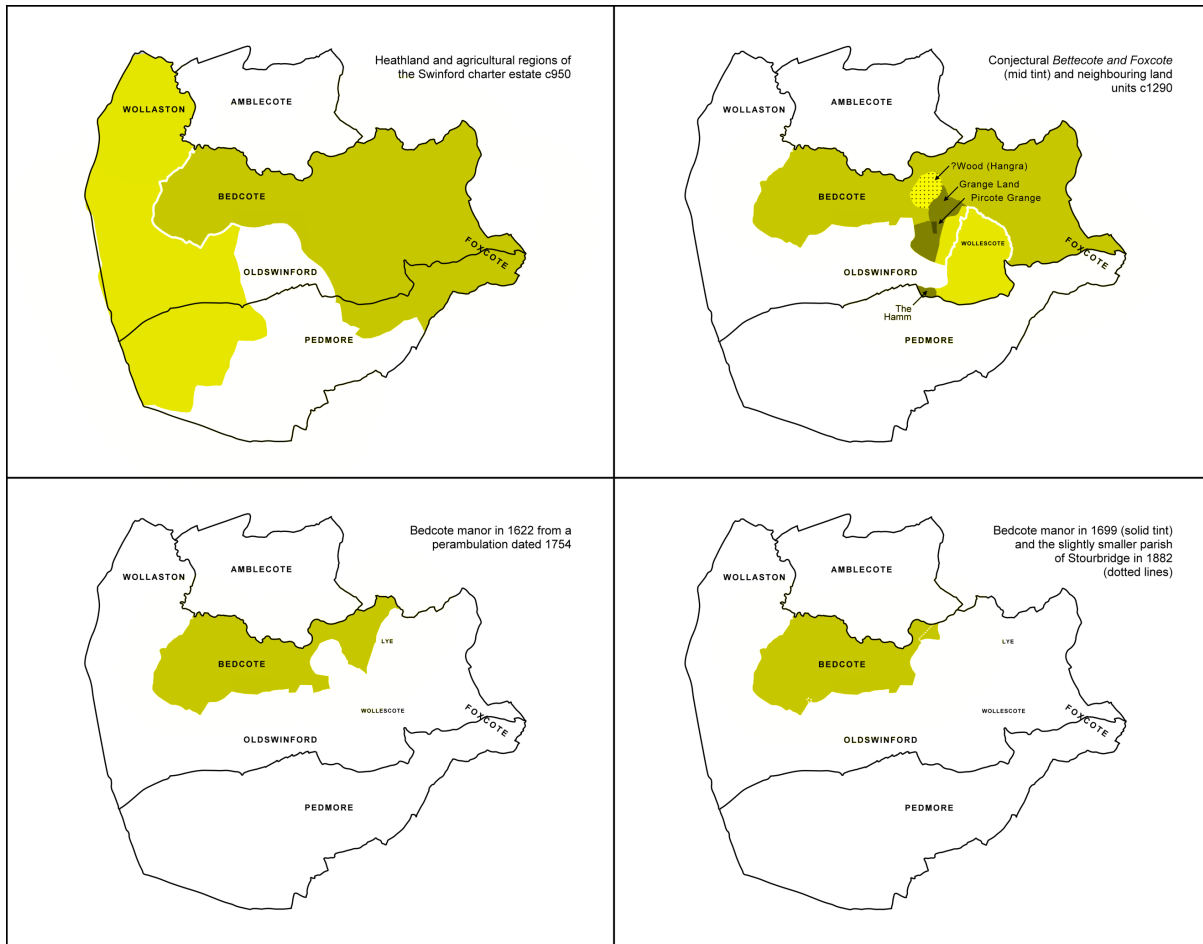 Heathland and agricultural regions of
the Swinford charter estate c950
WOLLASTON
AMBLECOTE
BEDCOTE
FOXCOTE
OLDSWINFORD
PEDMORE
Conjectural Bettecote and Foxcote
(mid tint) and neighbouring land
units c1290
WOLLASTON
AMBLECOTE
?Wood (Hangra)
Grange Land
Pircote Grange
BEDCOTE
WOLLESCOTE
FOXCOTE
OLDSWINFORD
The
Hamm
PEDMORE
Bedcote manor in 1622 from a
perambulation dated 1754
WOLLASTON
AMBLECOTE
LYE
BEDCOTE
WOLLESCOTE
FOXCOTE
OLDSWINFORD
PEDMORE
Bedcote manor in 1699 (solid tint)
and the slightly smaller parish
of Stourbridge in 1882
(dotted lines)
WOLLASTON
AMBLECOTE
LYE
BEDCOTE
WOLLESCOTE
FOXCOTE
OLDSWINFORD
PEDMORE